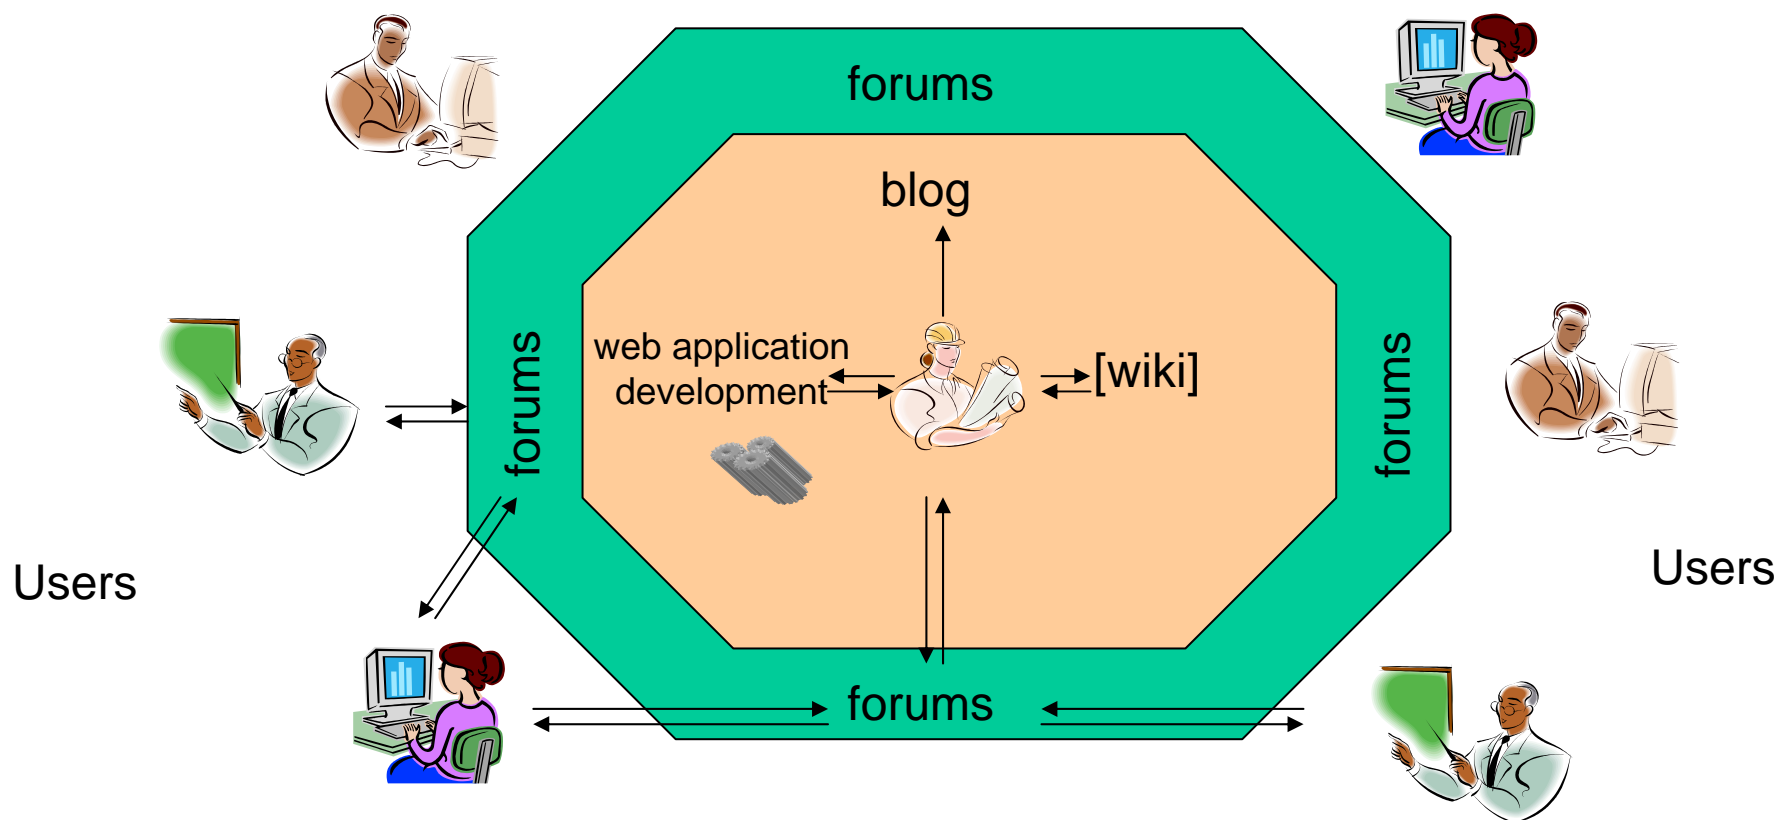 forums
blog
web application
development
[wiki]
forums
forums
Users
Users
forums